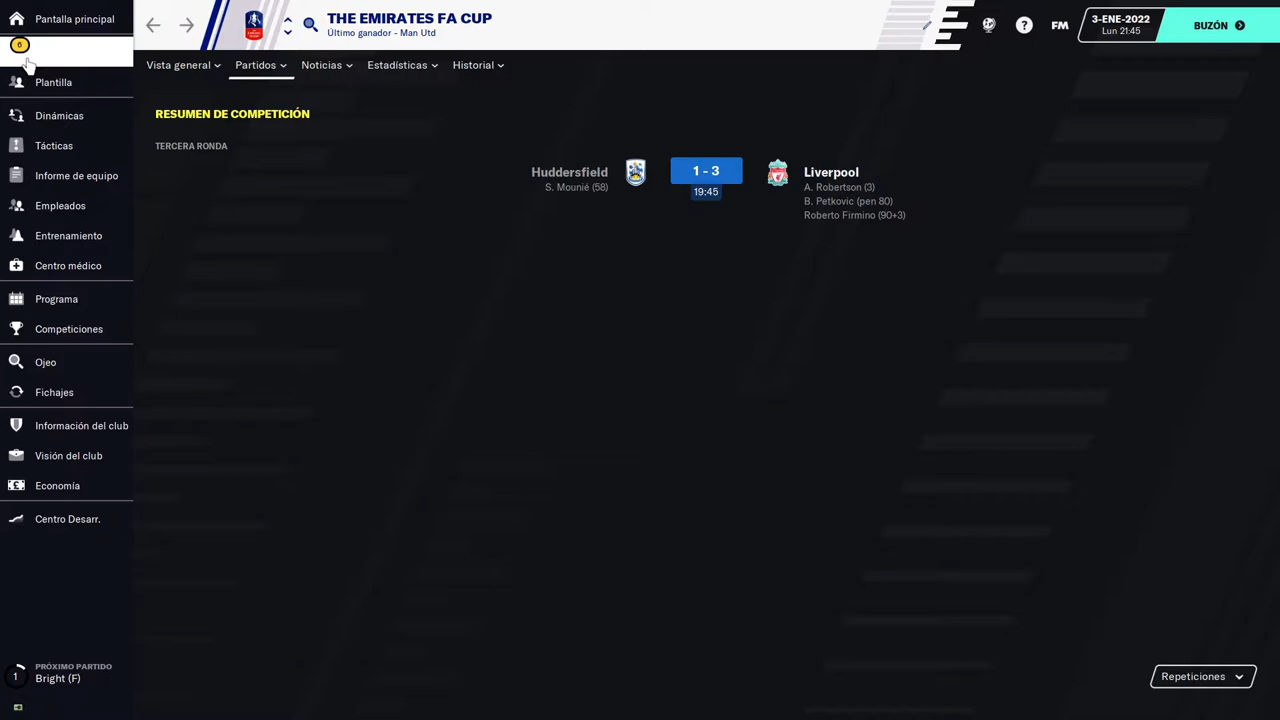 Pantalla principal
6
Plantilla
Dinámicas
Tácticas
Informe de equipo
Empleados
Entrenamiento
Centro médico
Programa
Competiciones
Ojeo
Fichajes
Información del club
Visión del club
Economía
Centro Desarr.
1
PRÓXIMO PARTIDO
Bright (F)
THE EMIRATES FA CUP
Último ganador - Man Utd
?
FM
3-ENE-2022
Lun 21:45
BUZÓN
Vista general
Partidos
Noticias
Estadísticas
Historial
RESUMEN DE COMPETICIÓN
TERCERA RONDA
Huddersfield
S. Mounié (58)
1 - 3
19:45
Liverpool
A. Robertson (3)
B. Petkovic (pen 80)
Roberto Firmino (90+3)
Repeticiones